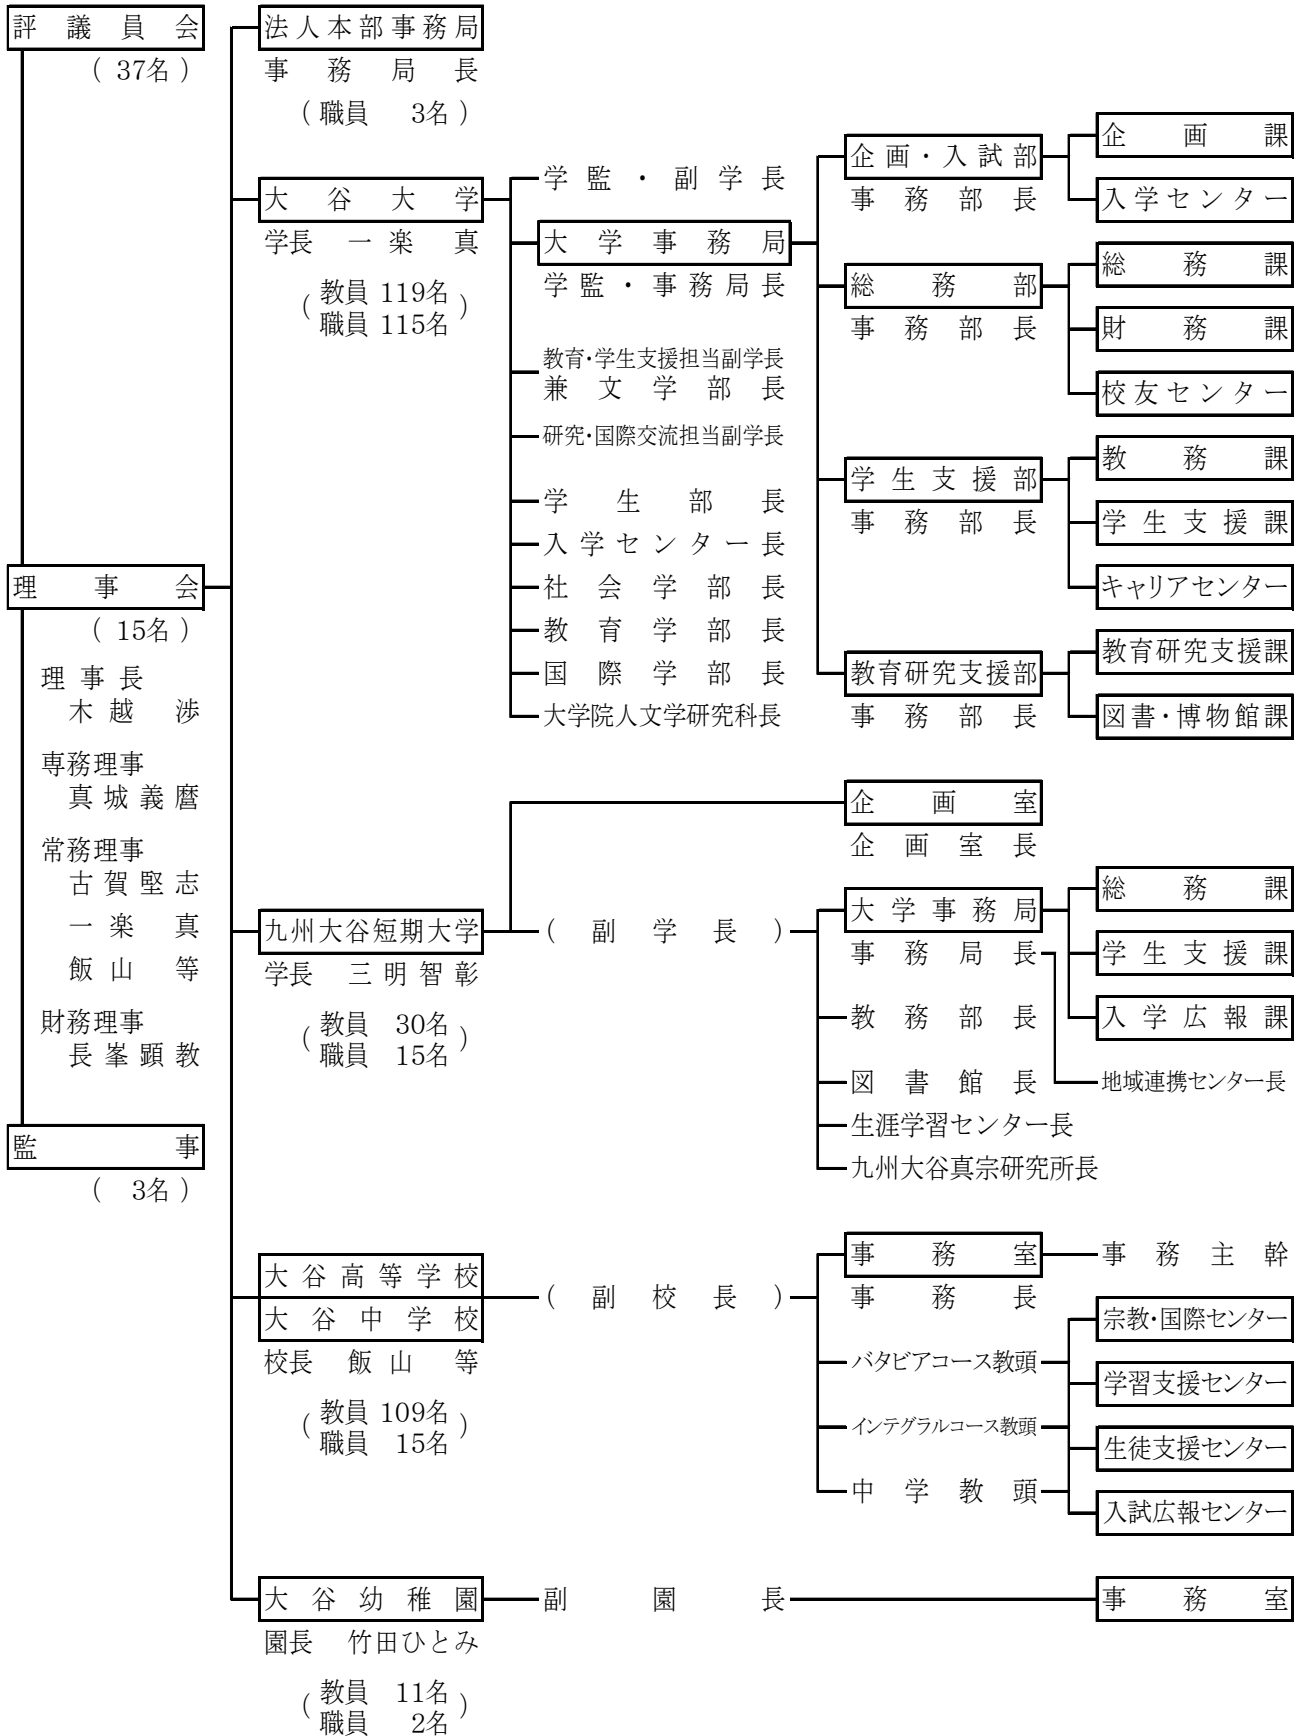 評議員会
(37名)
理事会
(15名)
理事長
木越 渉
専務理事
真城義麿
常務理事
古賀堅志
一楽 真
飯山 等
財務理事
長峯顕教
監事
(3名)
法人本部事務局
事務局長
(職員 3名)
大谷大学
学長 一楽 真
(教員 119名
職員 115名)
学監・副学長
大学事務局
学監・事務局長
教育・学生支援担当副学長
兼文学部長
研究・国際交流担当副学長
学生部長
入学センター長
社会学部長
教育学部長
国際学部長
大学院人文学研究科長
企画・入試部
事務部長
企画課
入学センター
総務部
事務部長
総務課
財務課
校友センター
学生支援部
事務部長
教務課
学生支援課
キャリアセンター
教育研究支援部
事務部長
教育研究支援課
図書・博物館課
九州大谷短期大学
学長 三明智彰
(教員 30名
職員 15名)
企画室
企画室長
(副学長)
大学事務局
事務局長
総務課
学生支援課
入学広報課
地域連携センター長
教務部長
図書館長
生涯学習センター長
九州大谷真宗研究所長
大谷高等学校
大谷中学校
校長 飯山 等
(教員 109名
職員 15名)
(副校長)
事務室
事務長
事務主幹
バタビアコース教頭
インテグラルコース教頭
中学教頭
宗教・国際センター
学習支援センター
生徒支援センター
入試広報センター
大谷幼稚園
園長 竹田ひとみ
(教員 11名
職員 2名)
副園長
事務室